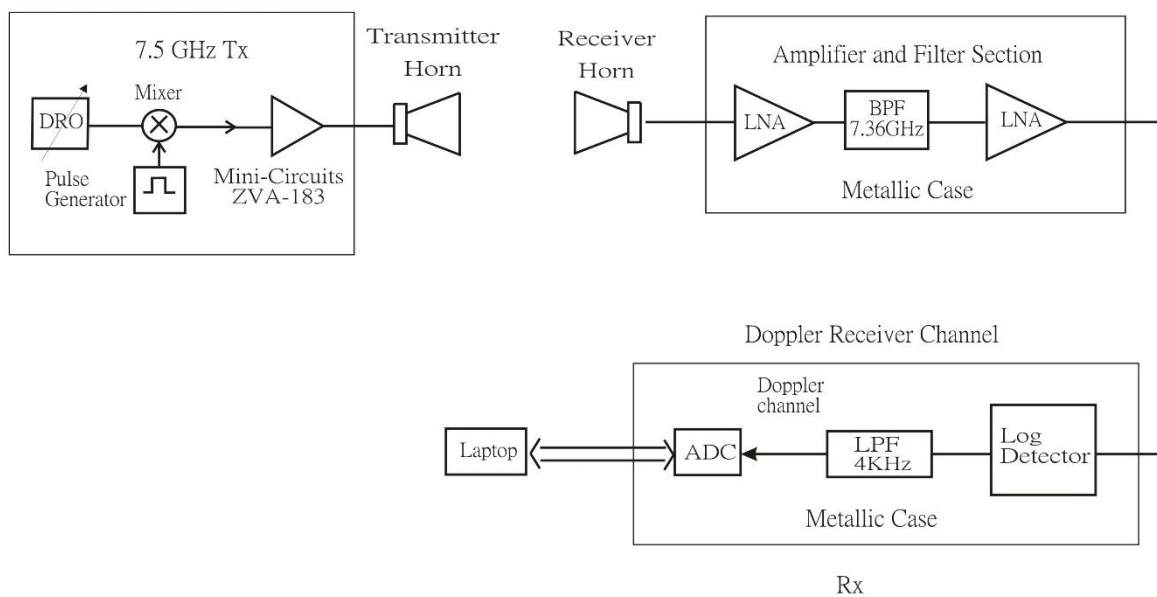 7.5 GHz Tx
Mixer
DRO
Pulse
Generator
Mini-Circuits
ZVA-183
Transmitter
Horn
Receiver
Horn
Amplifier and Filter Section
LNA
BPF
7.36GHz
LNA
Metallic Case
Doppler Receiver Channel
Doppler
channel
Laptop
ADC
LPF
4KHz
Log
Detector
Metallic Case
Rx